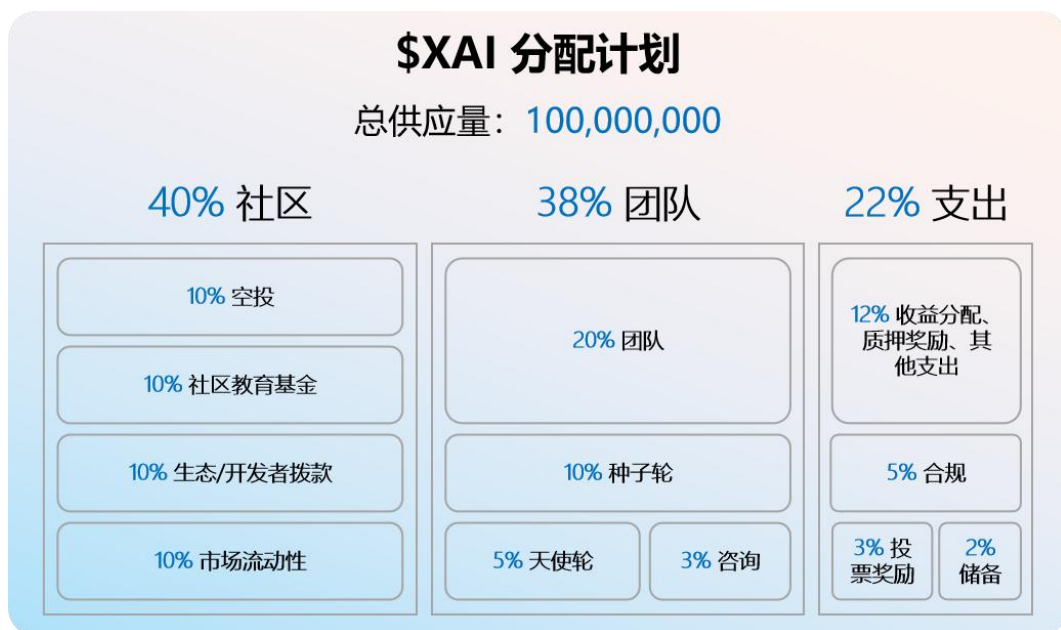 $XAI 分配计划
总供应量：100,000,000
40% 社区
10% 空投
10% 社区教育基金
10% 生态/开发者拨款
10% 市场流动性
38% 团队
20% 团队
10% 种子轮
5% 天使轮
3% 咨询
22% 支出
12% 收益分配、
质押奖励、其
他支出
5% 合规
3% 投
票奖励
2%
储备